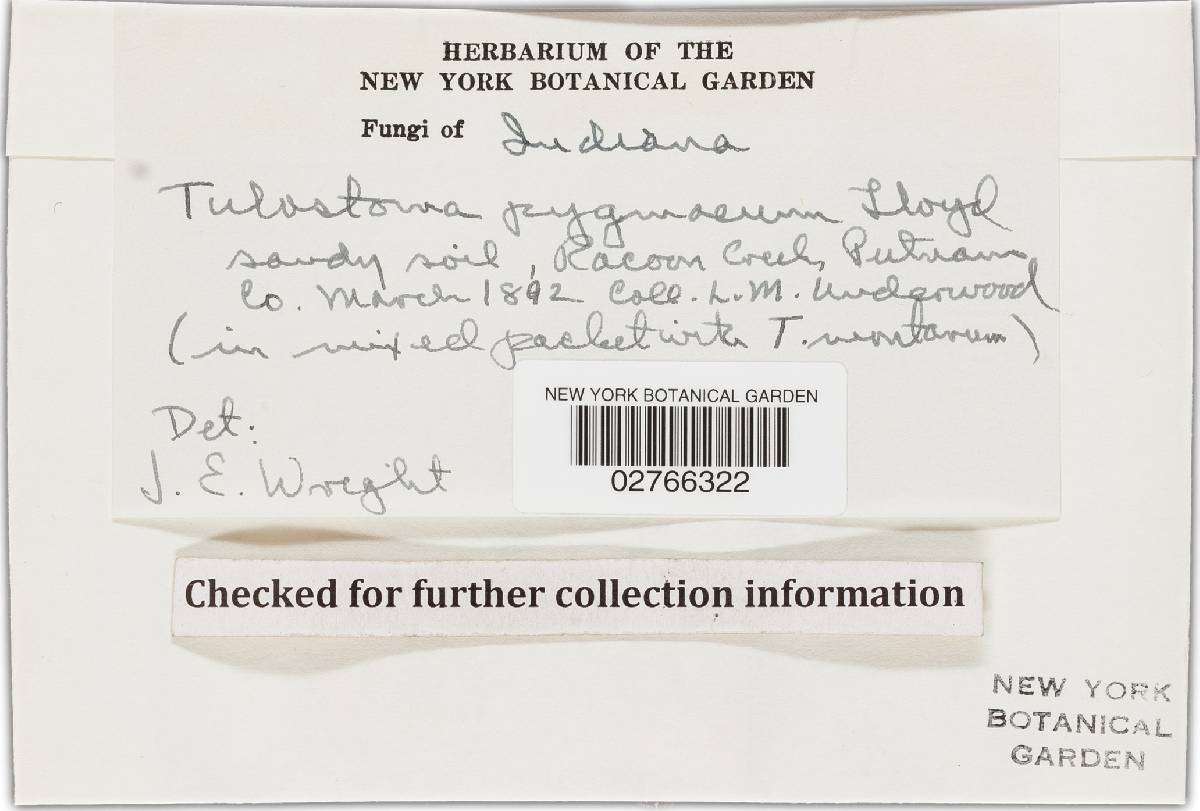 HERBARIUM OF THE
NEW YORK BOTANICAL GARDEN
Fungi of Indiana
Tulostoma pygmaeum Lloyd
sandy soil, Racoon Creek, Putnam
Co. March 1892 Coll. L.M. Underwood
(in mixed packet with T. montanum)
Det:
J. E. Wright
NEW YORK BOTANICAL GARDEN
02766322
Checked for further collection information
NEW YORK
BOTANICAL
GARDEN